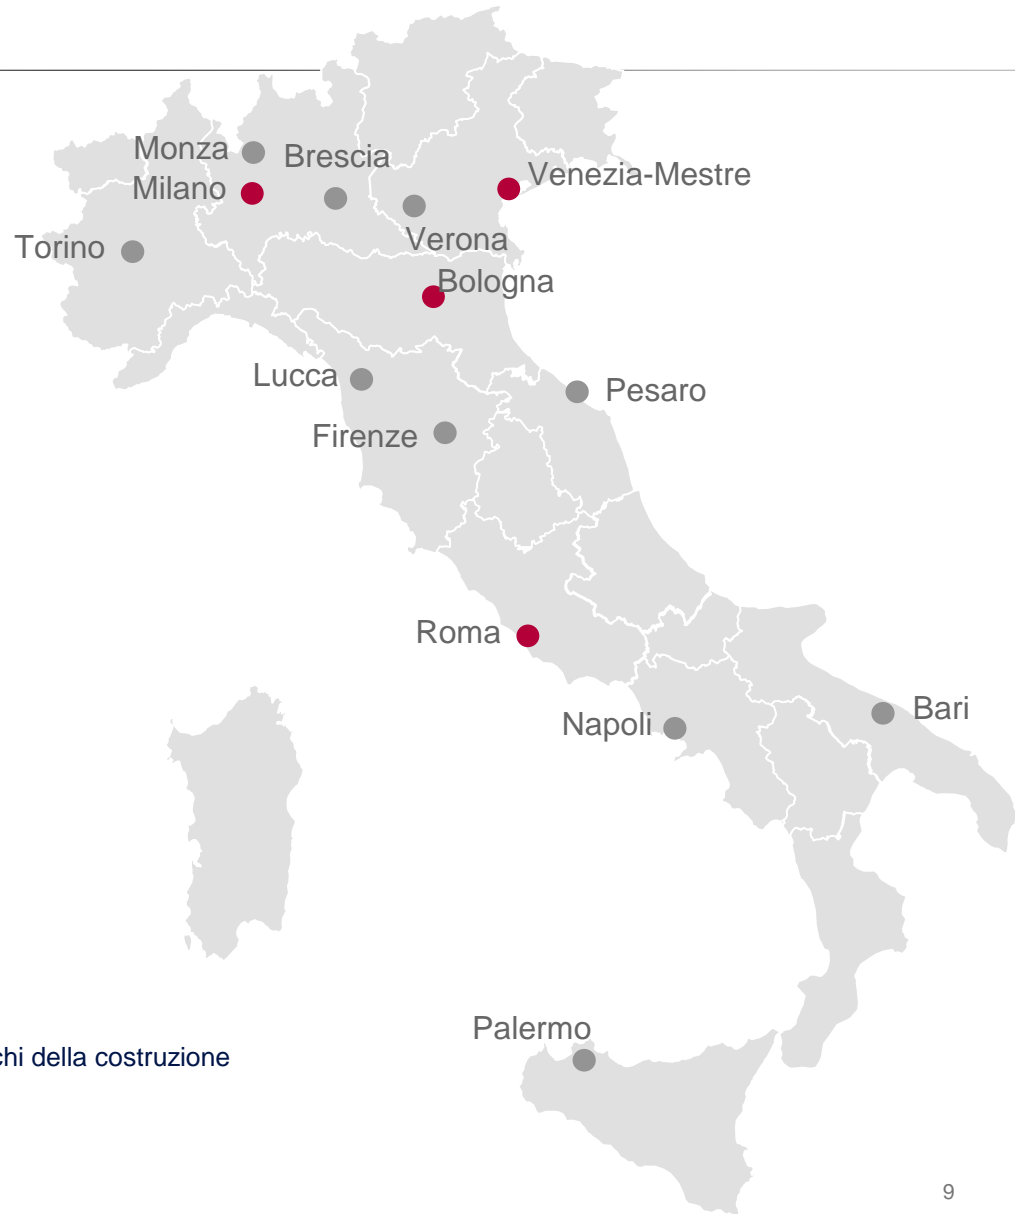 Monza
Brescia
Milano
Venezia-Mestre
Torino
Verona
Bologna
Lucca
Pesaro
Firenze
Roma
Napoli
Bari
Palermo
chi della costruzione
9